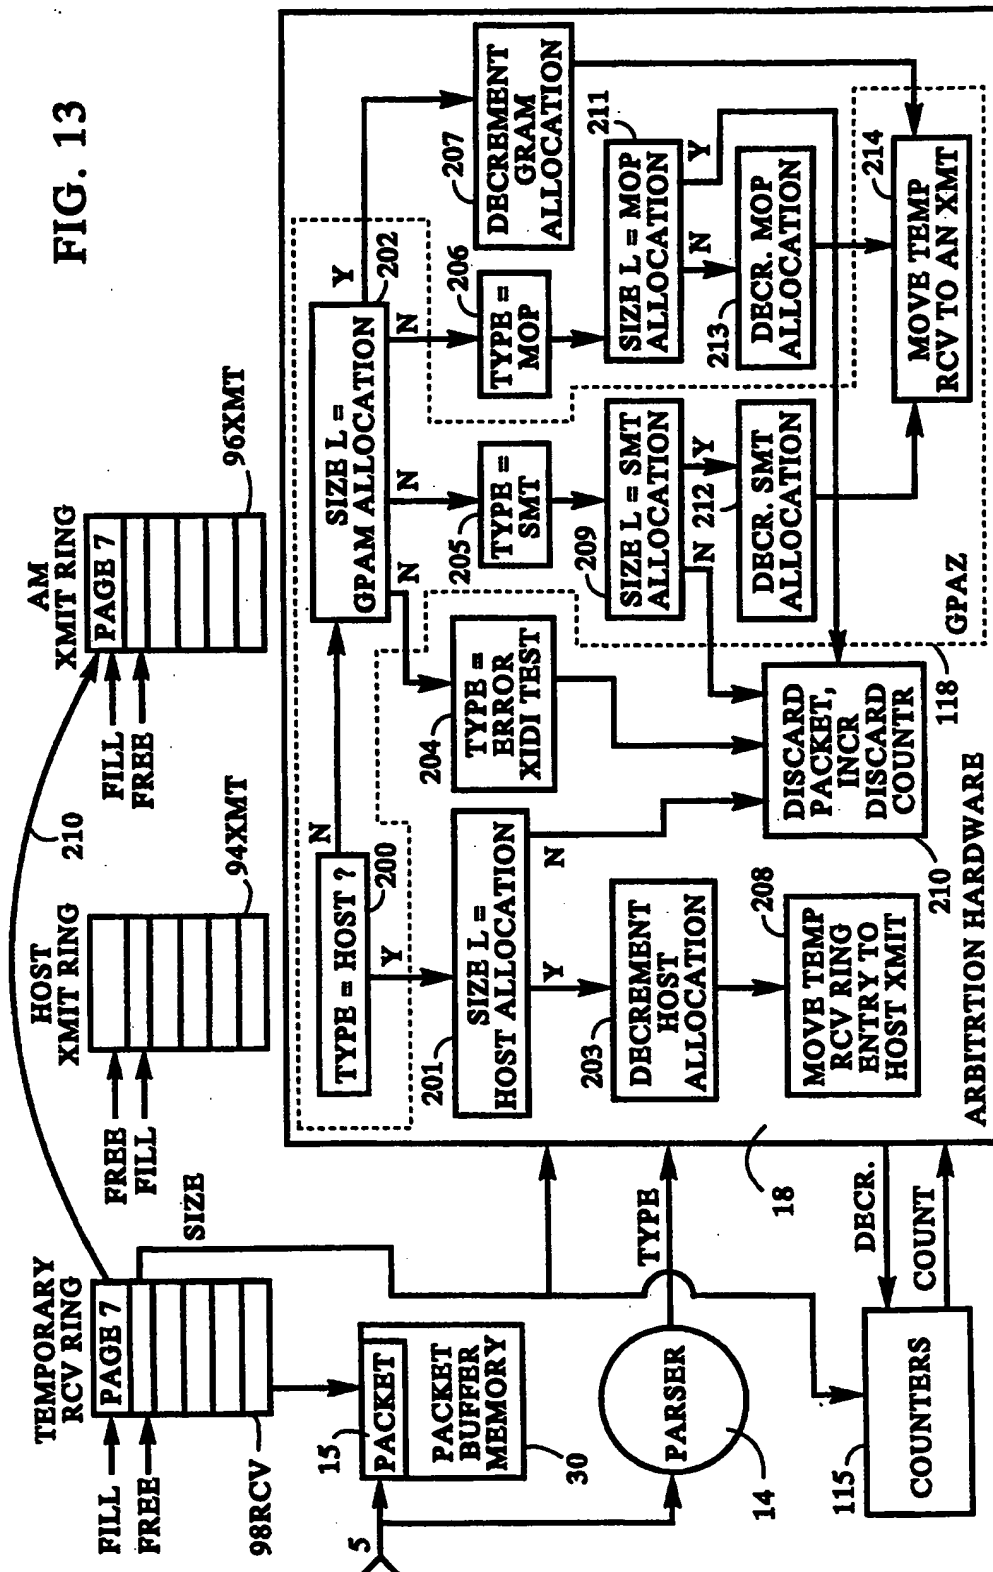 FIG. 13
TEMPORARY
RCV RING
FILL
FREE
PAGE 7
98RCV
SIZE
HOST
XMIT RING
FREE
FILL
94XMT
210
AM
XMIT RING
FILL
FREE
PAGE 7
96XMT
5
15
PACKET
PACKET
BUFFER
MEMORY
30
PARSER
14
TYPE
115
COUNTERS
DECR.
COUNT
18
TYPE = HOST ?
200
N
Y
SIZE L =
GPAM ALLOCATION
202
Y
N
N
N
201
SIZE L =
HOST ALLOCATION
Y
N
203
DECREMENT
HOST
ALLOCATION
208
MOVE TEMP
RCV RING
ENTRY TO
HOST XMIT
204
TYPE =
ERROR
XIDI TEST
205
TYPE =
SMT
206
TYPE =
MOP
207
DECREMENT
GRAM
ALLOCATION
209
SIZE L = SMT
ALLOCATION
N
212
Y
DECR. SMT
ALLOCATION
211
SIZE L = MOP
ALLOCATION
N
Y
213
DECR. MOP
ALLOCATION
214
MOVE TEMP
RCV TO AN XMT
DISCARD
PACKET,
INCR
DISCARD
COUNTR
210
118
GPAZ
ARBITRTION HARDWARE